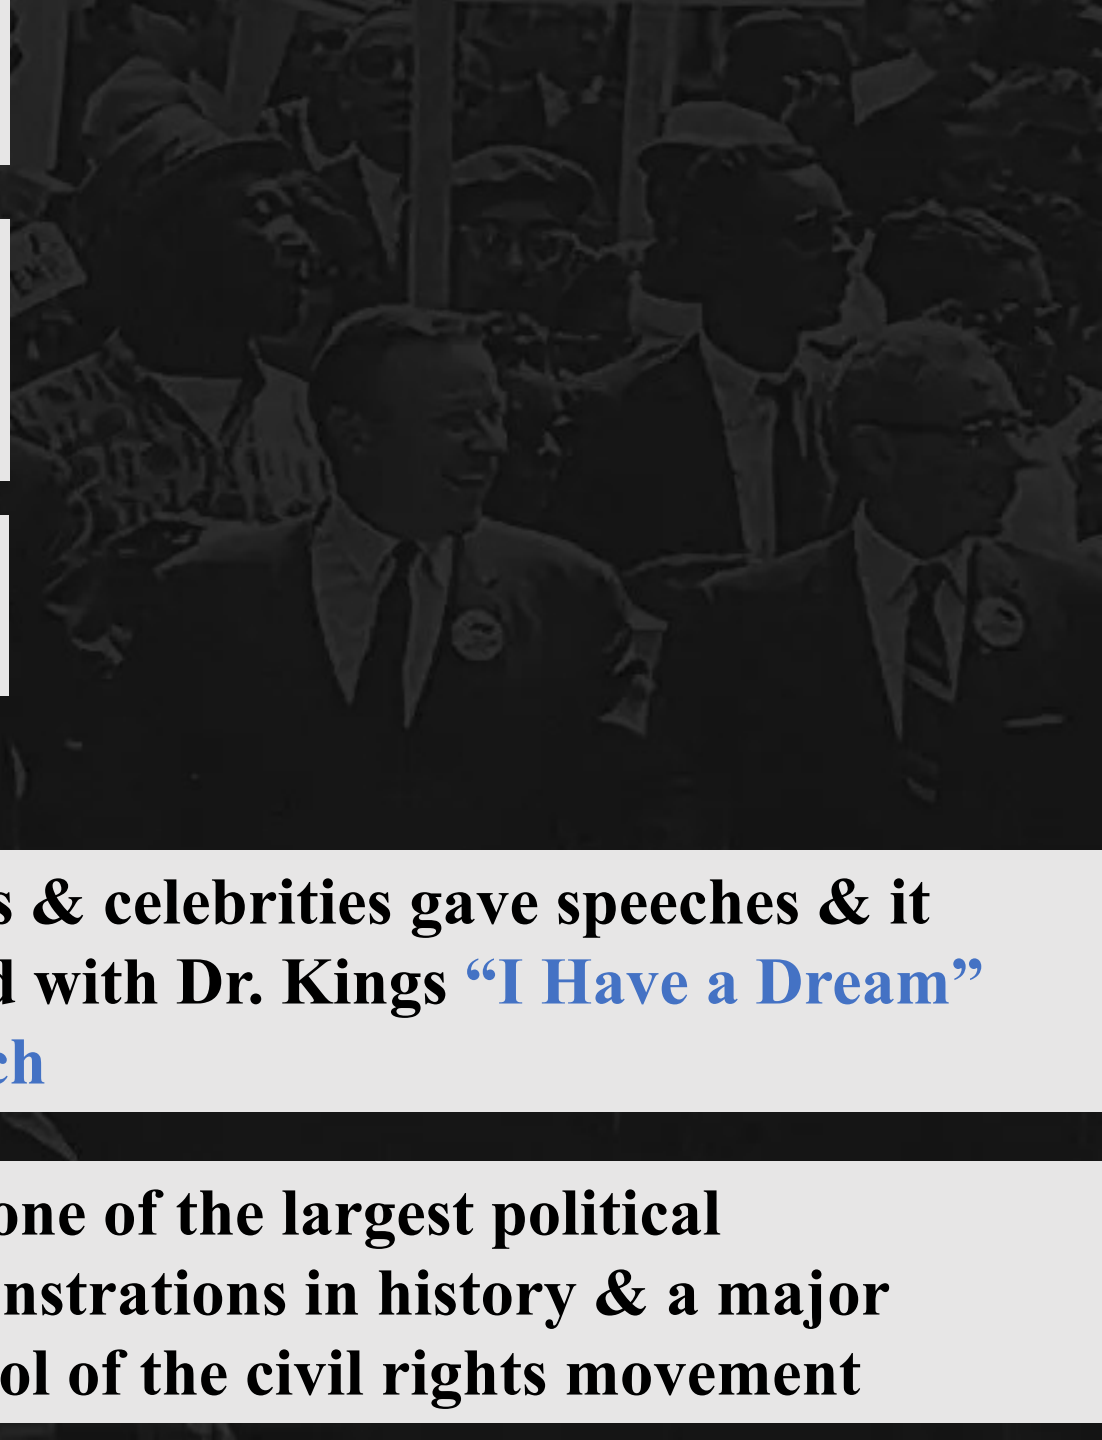 s & celebrities gave speeches & it
d with Dr. Kings “I Have a Dream”
ch
one of the largest political
nstrations in history & a major
ol of the civil rights movement